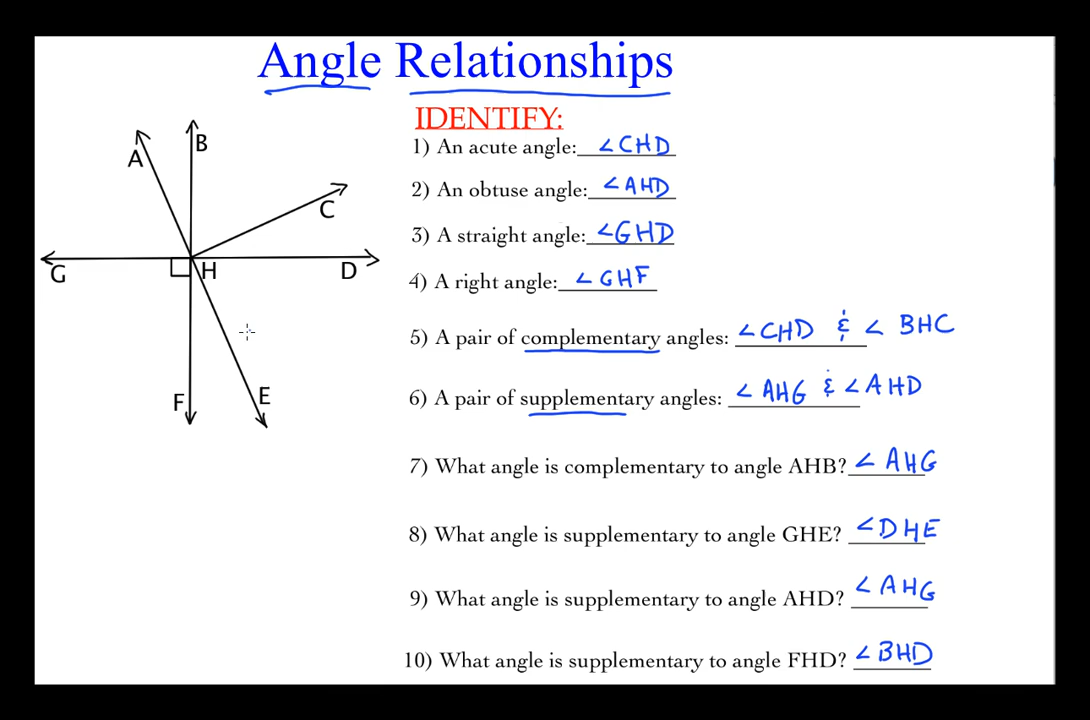 Angle Relationships
IDENTIFY:
1) An acute angle: ∠CHD
2) An obtuse angle: ∠AHD
3) A straight angle: ∠GHD
4) A right angle: ∠GHF
5) A pair of complementary angles: ∠CHD & ∠BHC
6) A pair of supplementary angles: ∠AHG & ∠AHD
7) What angle is complementary to angle AHB? ∠AHG
8) What angle is supplementary to angle GHE? ∠DHE
9) What angle is supplementary to angle AHD? ∠AHG
10) What angle is supplementary to angle FHD? ∠BHD
A
B
C
G
H
D
F
E